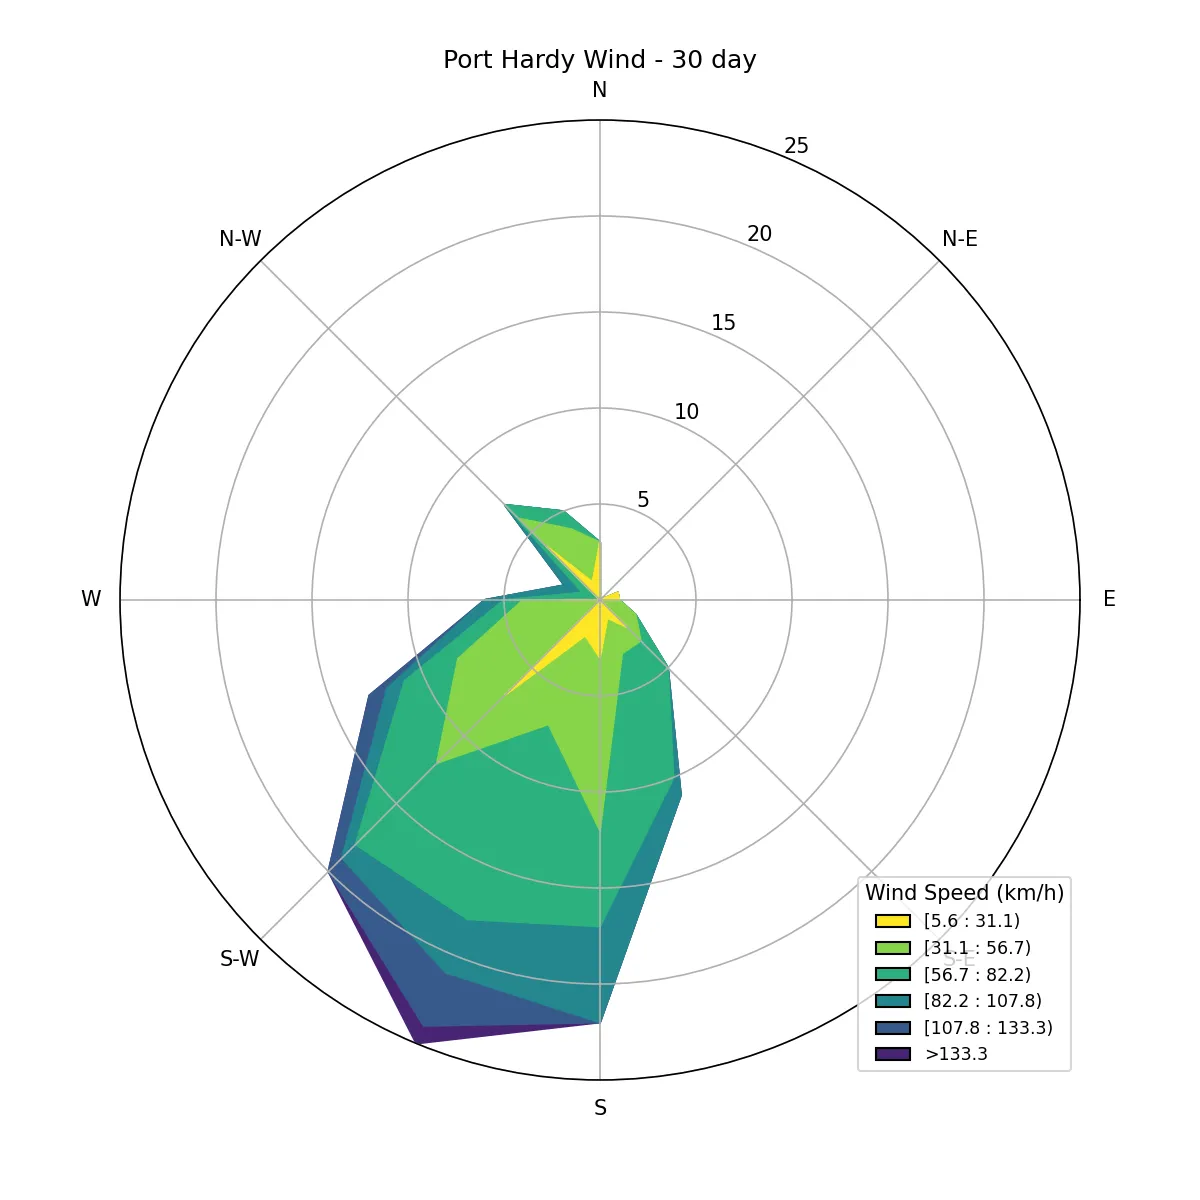 Port Hardy Wind - 30 day
N
25
N-W
20
N-E
15
10
5
W
E
S-W
S-E
S
Wind Speed (km/h)
[5.6 : 31.1)
[31.1 : 56.7)
[56.7 : 82.2)
[82.2 : 107.8)
[107.8 : 133.3)
>133.3